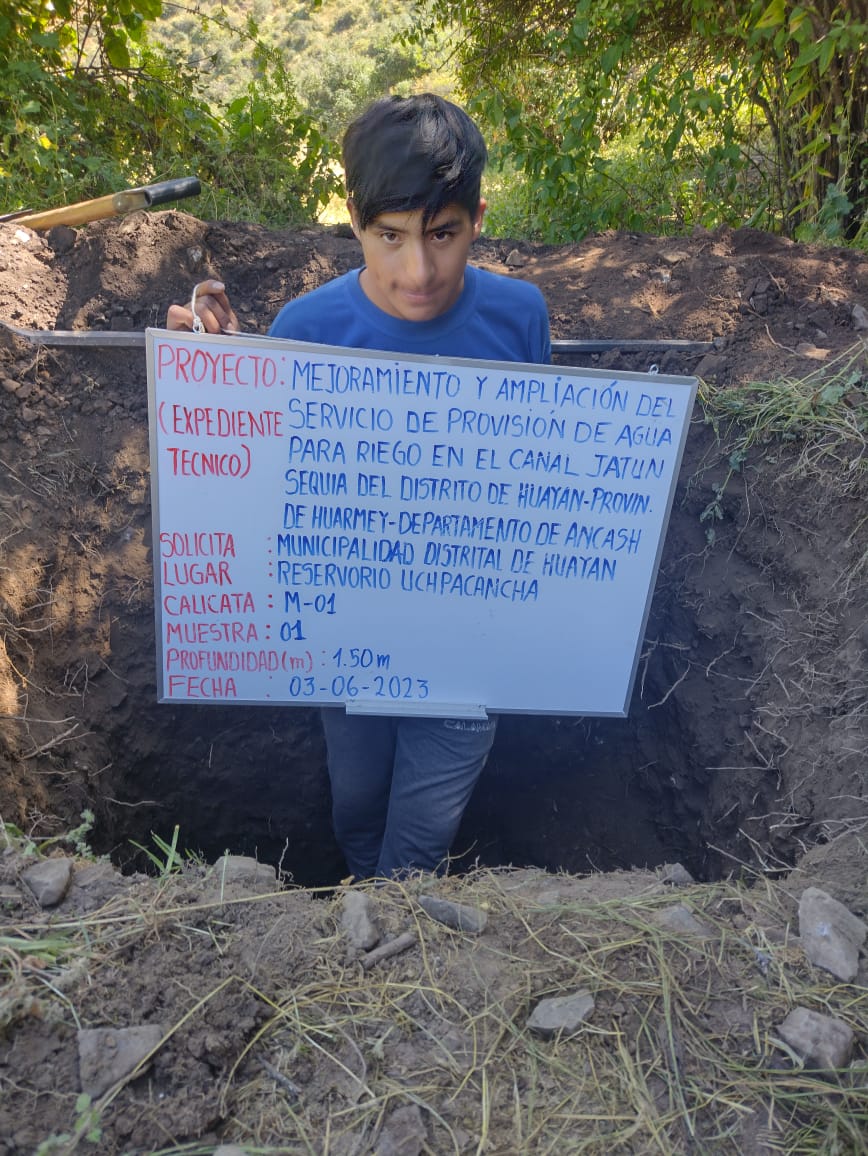 PROYECTO: MEJORAMIENTO Y AMPLIACIÓN DEL
(EXPEDIENTE SERVICIO DE PROVISIÓN DE AGUA
TECNICO) PARA RIEGO EN EL CANAL JATUN
SEQUIA DEL DISTRITO DE HUAYAN-PROVIN.
DE HUARMEY-DEPARTAMENTO DE ANCASH
SOLICITA : MUNICIPALIDAD DISTRITAL DE HUAYAN
LUGAR : RESERVORIO UCHPACANCHA
CALICATA : M-01
MUESTRA : 01
PROFUNDIDAD(m) : 1.50m
FECHA : 03-06-2023